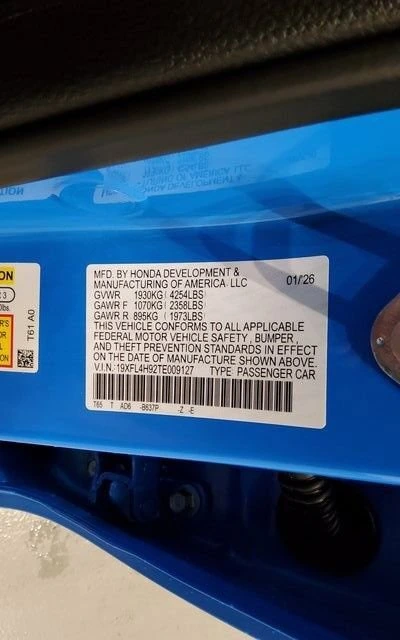 MFD. BY HONDA DEVELOPMENT &
MANUFACTURING OF AMERICA, LLC
01/26
GVWR 1930KG ( 4254LBS)
GAWR F 1070KG ( 2358LBS)
GAWR R 895KG ( 1973LBS)
THIS VEHICLE CONFORMS TO ALL APPLICABLE
FEDERAL MOTOR VEHICLE SAFETY , BUMPER ,
AND THEFT PREVENTION STANDARDS IN EFFECT
ON THE DATE OF MANUFACTURE SHOWN ABOVE.
V.I.N.: 19XFL4H92TE009127 TYPE: PASSENGER CAR
T65 T AD6 -B637P -Z -E
T61 A0